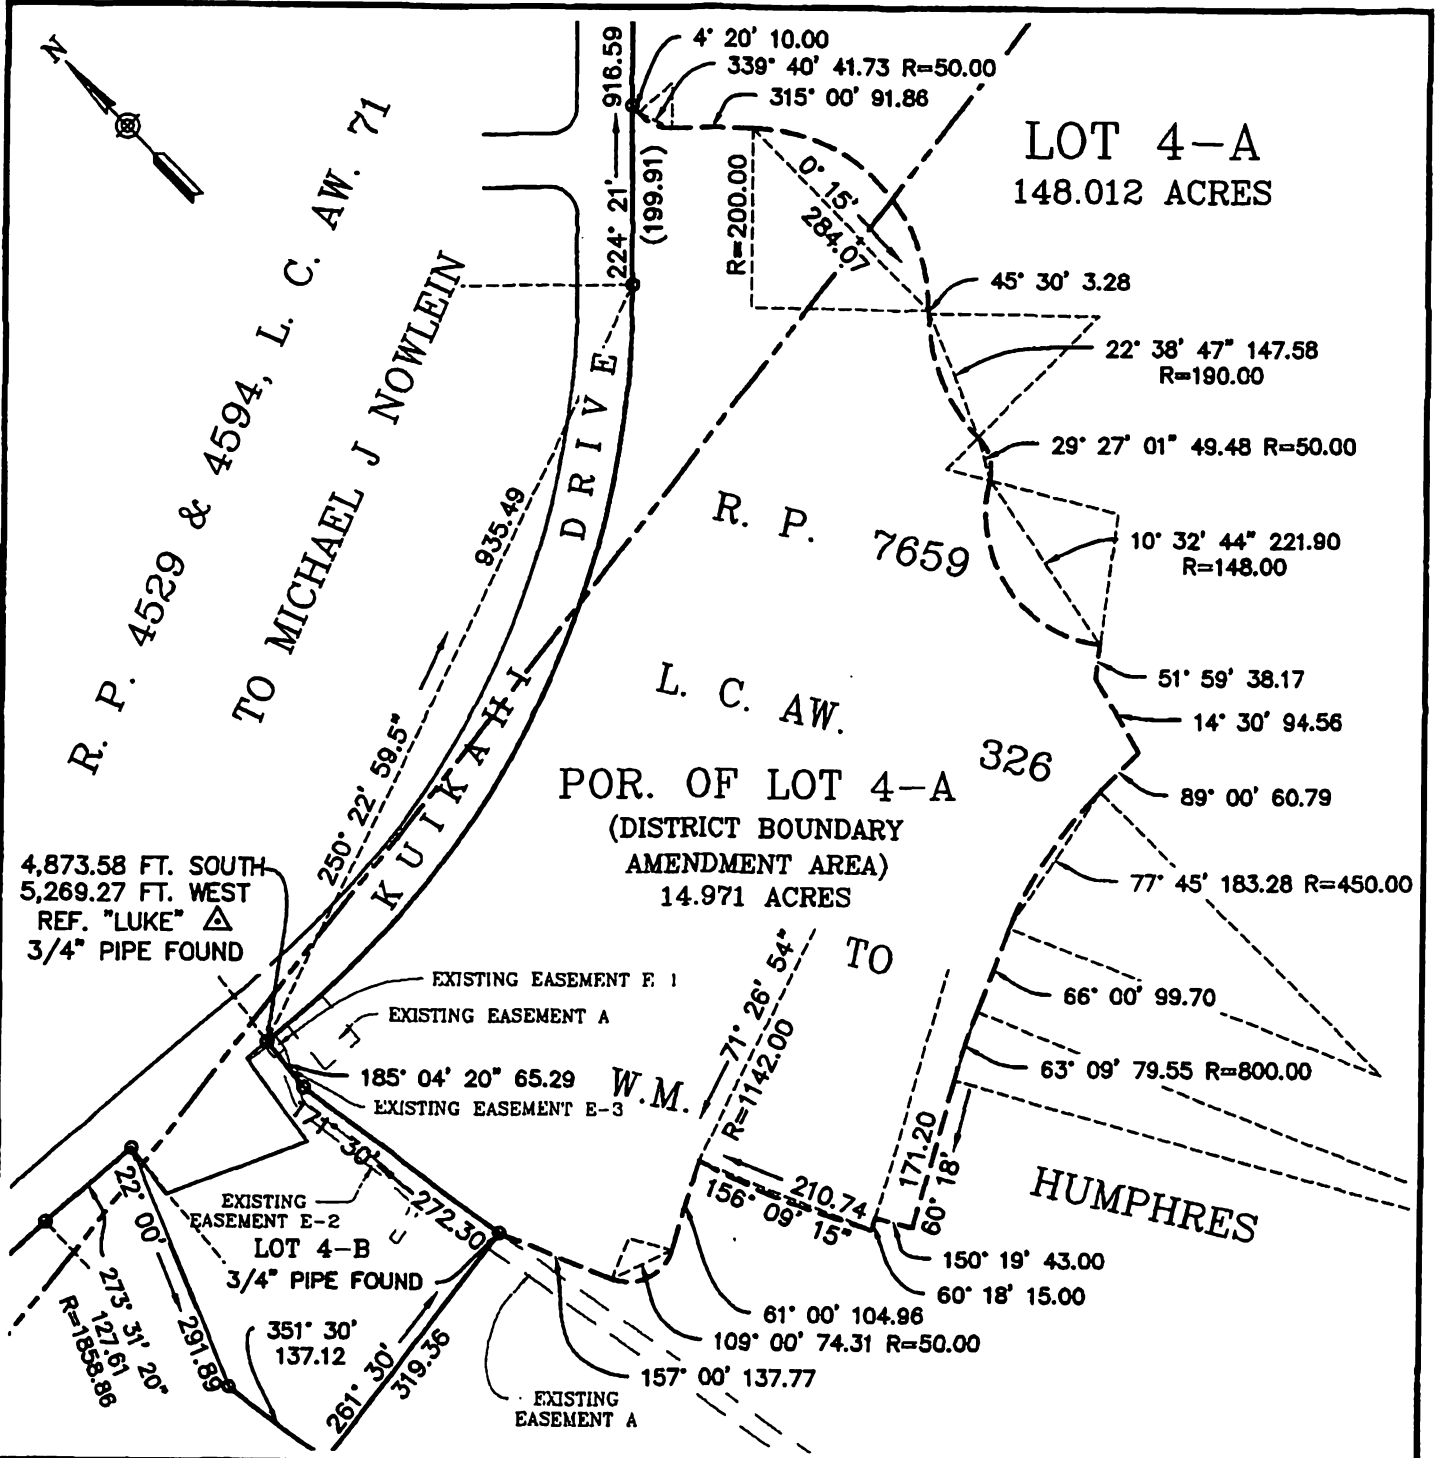 N
916.59
224° 21'
(199.91)
4° 20' 10.00
339° 40' 41.73 R=50.00
315° 00' 91.86
LOT 4-A
148.012 ACRES
R=200.00
0° 15'
284.07
45° 30' 3.28
22° 38' 47" 147.58
R=190.00
29° 27' 01" 49.48 R=50.00
10° 32' 44" 221.90
R=148.00
51° 59' 38.17
14° 30' 94.56
89° 00' 60.79
77° 45' 183.28 R=450.00
66° 00' 99.70
63° 09' 79.55 R=800.00
R. P. 4529 & 4594, L. C. AW. 71
TO MICHAEL J NOWLEIN
KUIKAHI DRIVE
935.49
250° 22' 59.5"
R. P. 7659
L. C. AW. 326
POR. OF LOT 4-A
(DISTRICT BOUNDARY
AMENDMENT AREA)
14.971 ACRES
TO
W.M.
HUMPHRES
4,873.58 FT. SOUTH
5,269.27 FT. WEST
REF. "LUKE"
3/4" PIPE FOUND
EXISTING EASEMENT E 1
EXISTING EASEMENT A
185° 04' 20" 65.29
EXISTING EASEMENT E-3
71° 26' 54"
R=1142.00
171.20
60° 18'
210.74
156° 09' 15"
150° 19' 43.00
60° 18' 15.00
61° 00' 104.96
109° 00' 74.31 R=50.00
157° 00' 137.77
171° 30'
272.30
EXISTING
EASEMENT E-2
LOT 4-B
3/4" PIPE FOUND
22° 00'
291.89
273° 31' 20"
127.61
R=1858.86
351° 30'
137.12
261° 30'
319.36
EXISTING
EASEMENT A